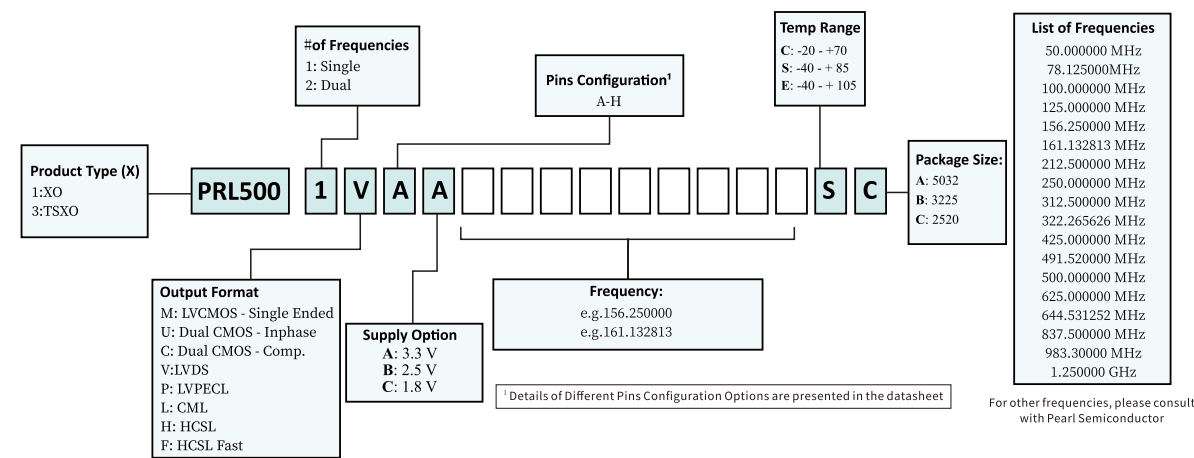 #of Frequencies
1: Single
2: Dual
Pins Configuration¹
A-H
Temp Range
C: -20 - +70
S: -40 - + 85
E: -40 - + 105
List of Frequencies
50.000000 MHz
78.125000MHz
100.000000 MHz
125.000000 MHz
156.250000 MHz
161.132813 MHz
212.500000 MHz
250.000000 MHz
312.500000 MHz
322.265626 MHz
425.000000 MHz
491.520000 MHz
500.000000 MHz
625.000000 MHz
644.531252 MHz
837.500000 MHz
983.30000 MHz
1.250000 GHz
For other frequencies, please consult
with Pearl Semiconductor
Product Type (X)
1:XO
3:TSXO
PRL500 1 V A A S C
Package Size:
A: 5032
B: 3225
C: 2520
Output Format
M: LVCMOS - Single Ended
U: Dual CMOS - Inphase
C: Dual CMOS - Comp.
V:LVDS
P: LVPECL
L: CML
H: HCSL
F: HCSL Fast
Supply Option
A: 3.3 V
B: 2.5 V
C: 1.8 V
Frequency:
e.g.156.250000
e.g.161.132813
¹ Details of Different Pins Configuration Options are presented in the datasheet